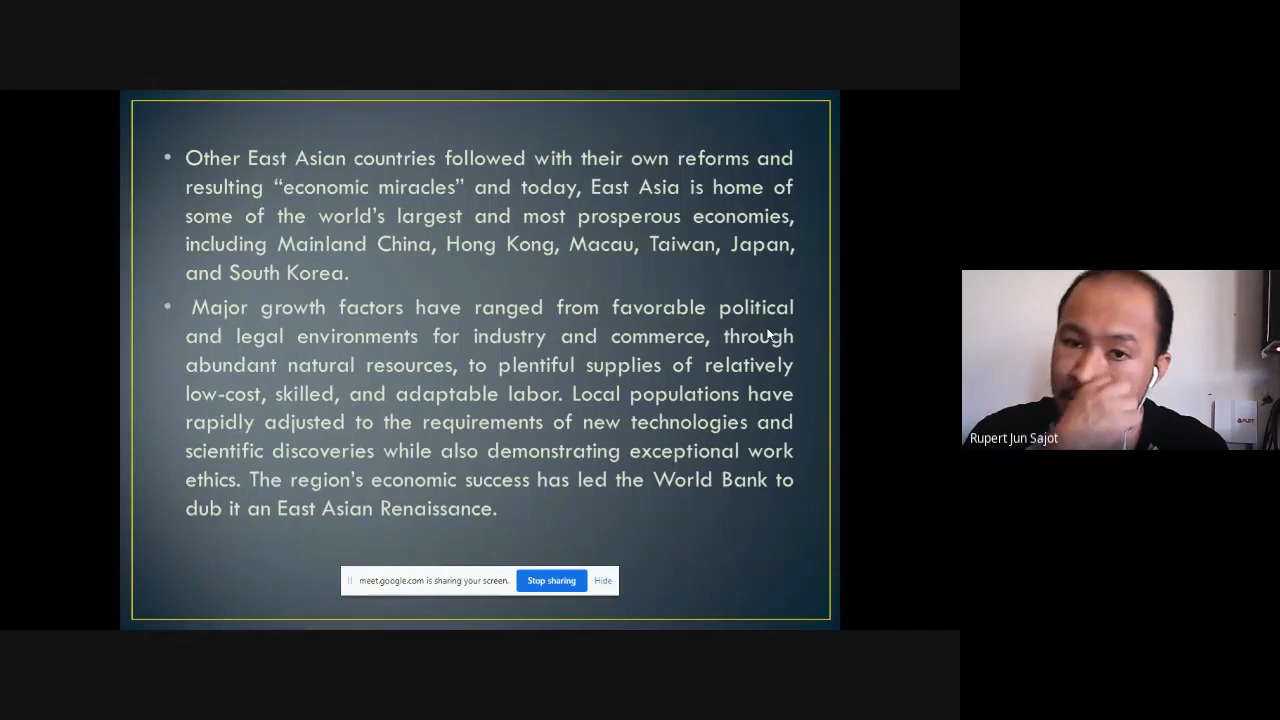 • Other East Asian countries followed with their own reforms and
resulting “economic miracles” and today, East Asia is home of
some of the world’s largest and most prosperous economies,
including Mainland China, Hong Kong, Macau, Taiwan, Japan,
and South Korea.
• Major growth factors have ranged from favorable political
and legal environments for industry and commerce, through
abundant natural resources, to plentiful supplies of relatively
low-cost, skilled, and adaptable labor. Local populations have
rapidly adjusted to the requirements of new technologies and
scientific discoveries while also demonstrating exceptional work
ethics. The region’s economic success has led the World Bank to
dub it an East Asian Renaissance.
meet.google.com is sharing your screen. Stop sharing Hide
Rupert Jun Sajot